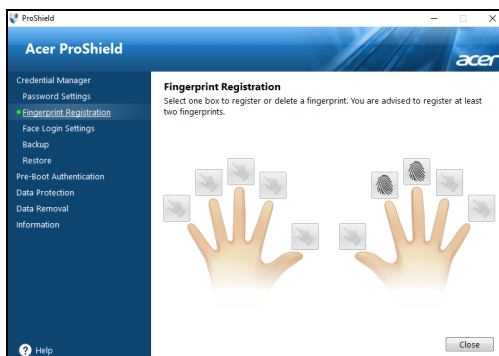 ProShield
Acer ProShield
acer
Credential Manager
Password Settings
Fingerprint Registration
Face Login Settings
Backup
Restore
Pre-Boot Authentication
Data Protection
Data Removal
Information
Help
Fingerprint Registration
Select one box to register or delete a fingerprint. You are advised to register at least
two fingerprints.
Close